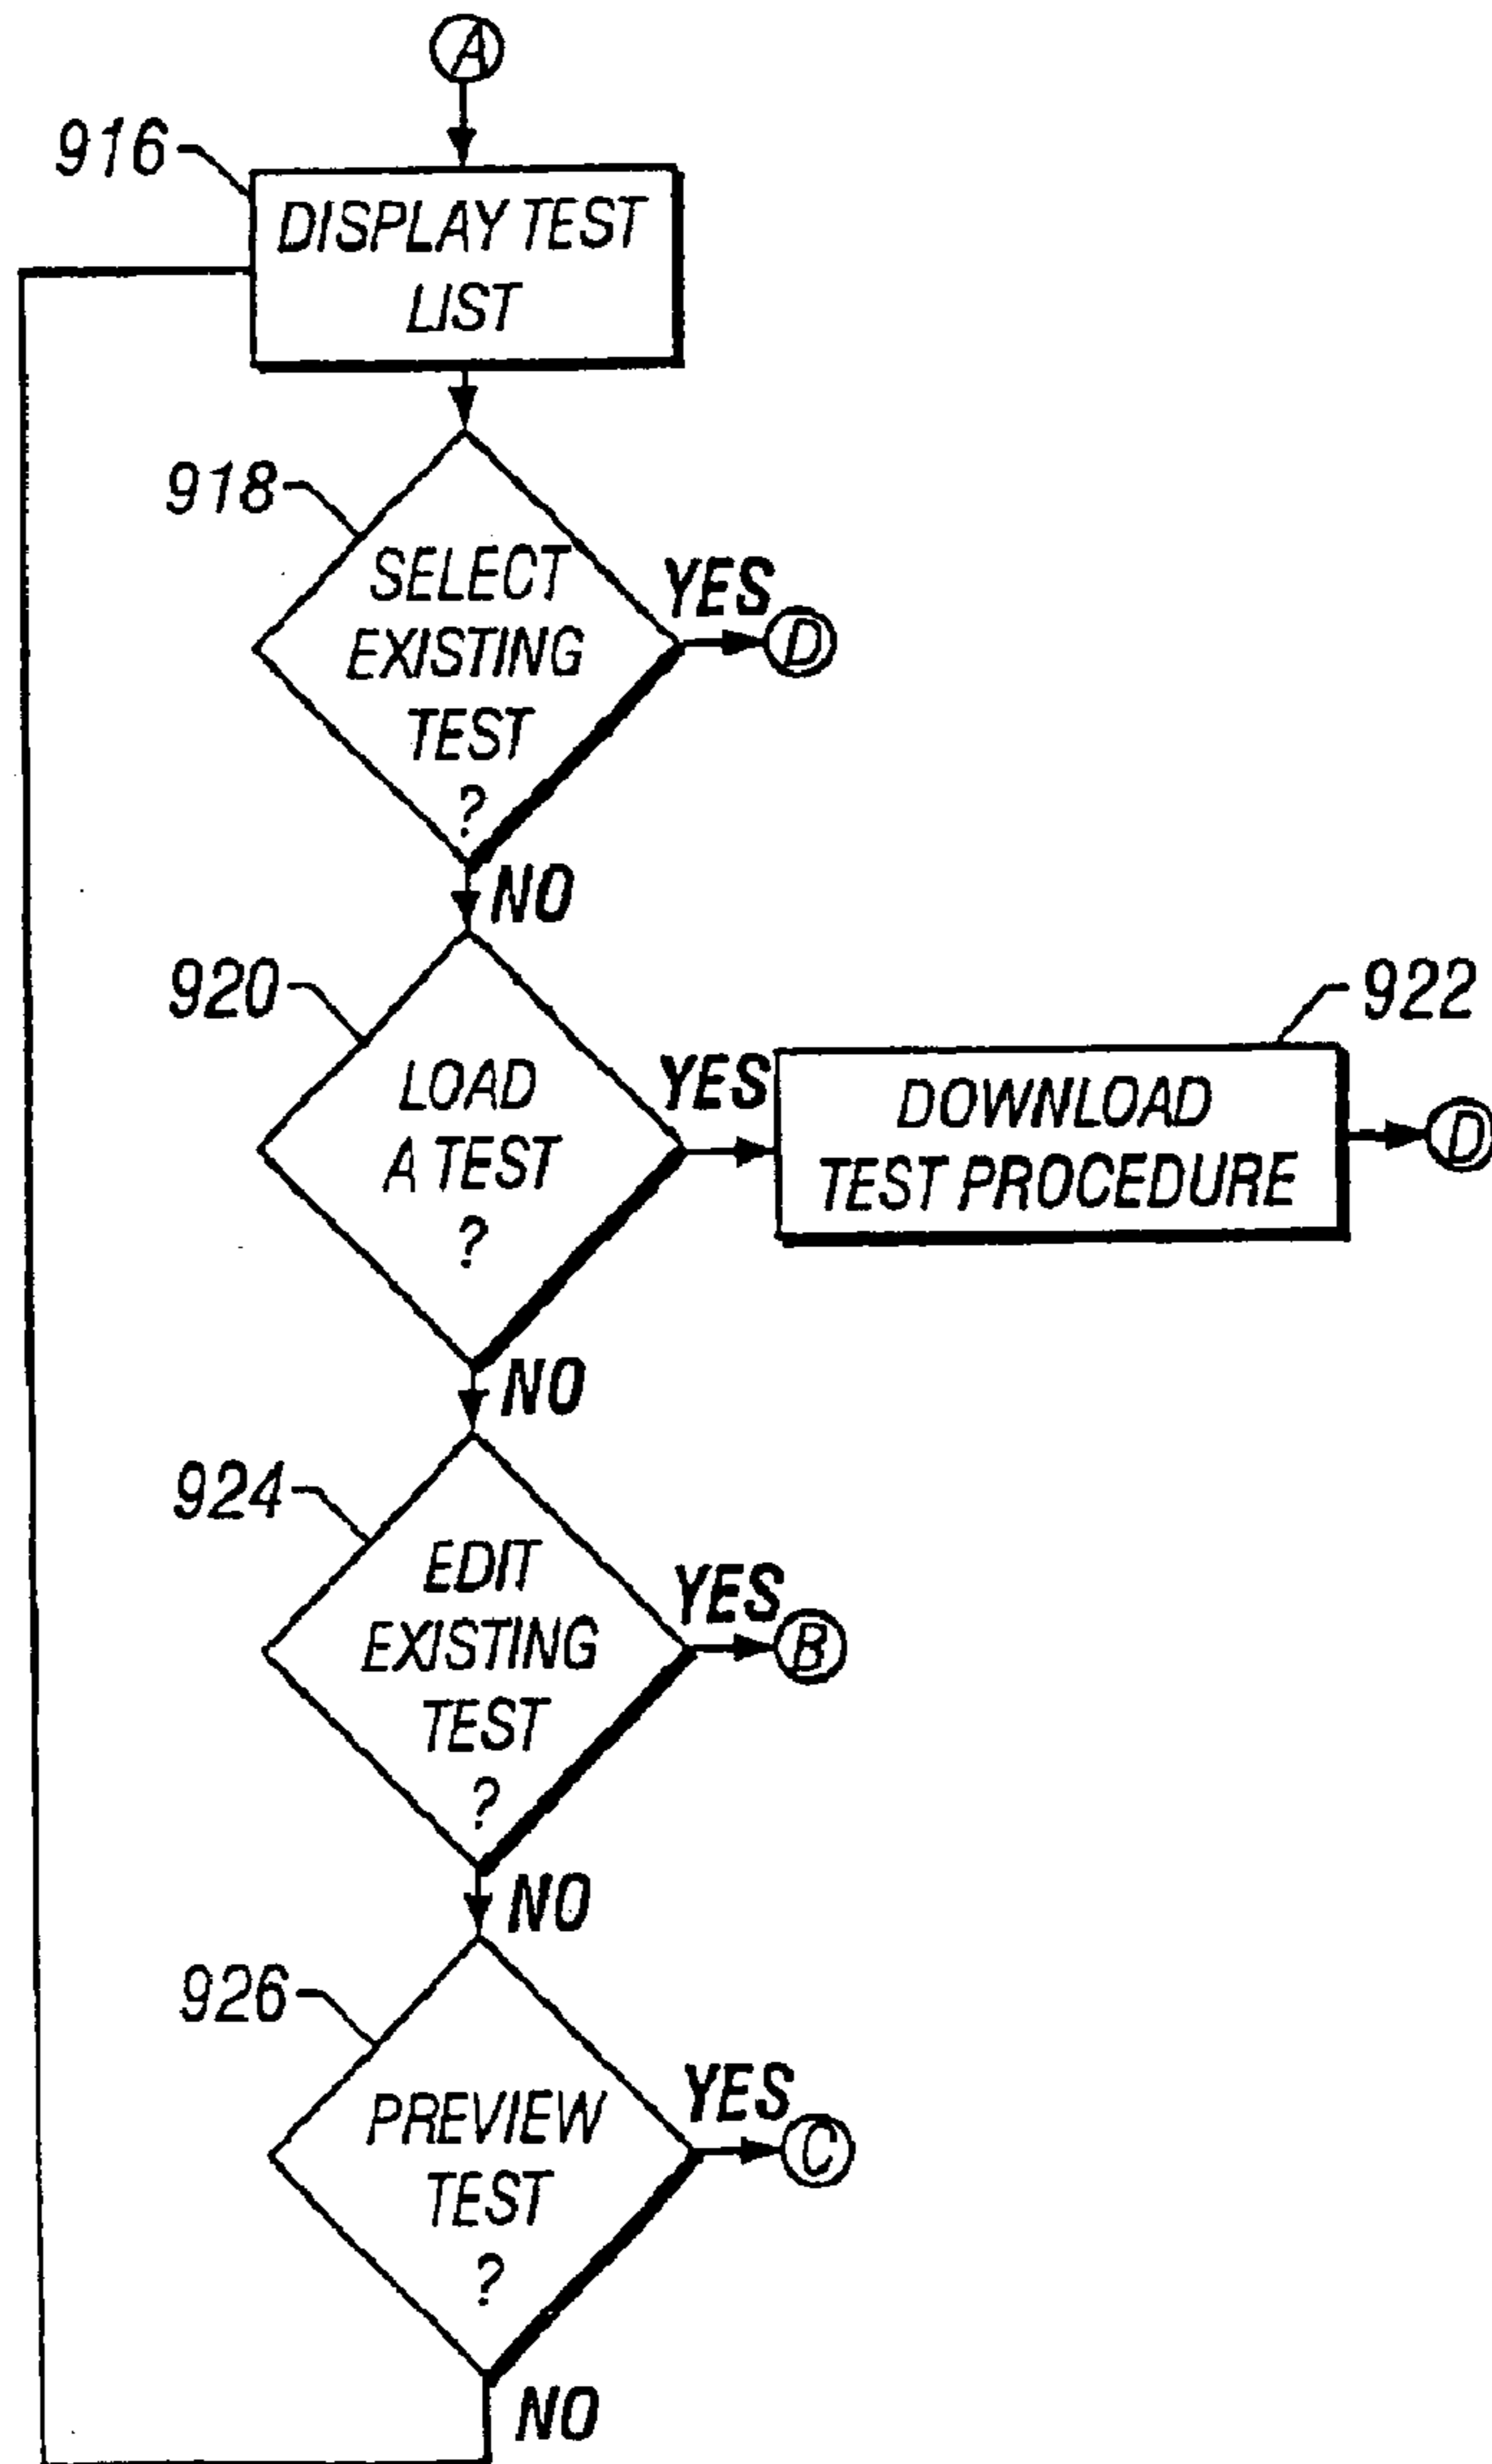 A
916
DISPLAY TEST
LIST
918
SELECT
EXISTING
TEST
?
YES
D
NO
920
LOAD
A TEST
?
YES
922
DOWNLOAD
TEST PROCEDURE
D
NO
924
EDIT
EXISTING
TEST
?
YES
B
NO
926
PREVIEW
TEST
?
YES
C
NO